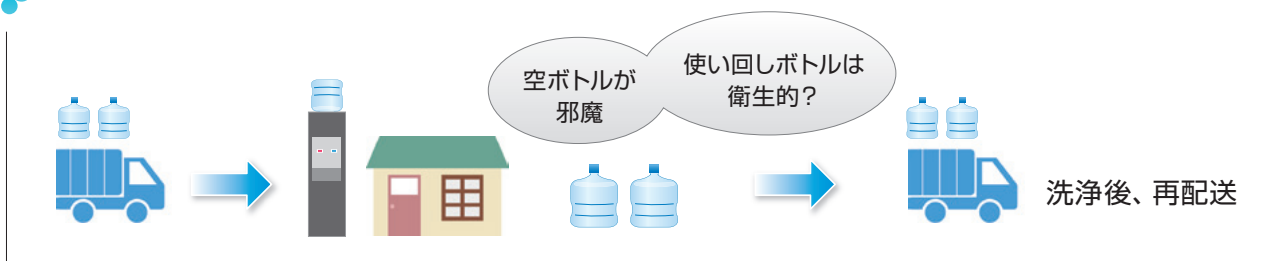 空ボトルが
邪魔
使い回しボトルは
衛生的?
洗浄後、再配送